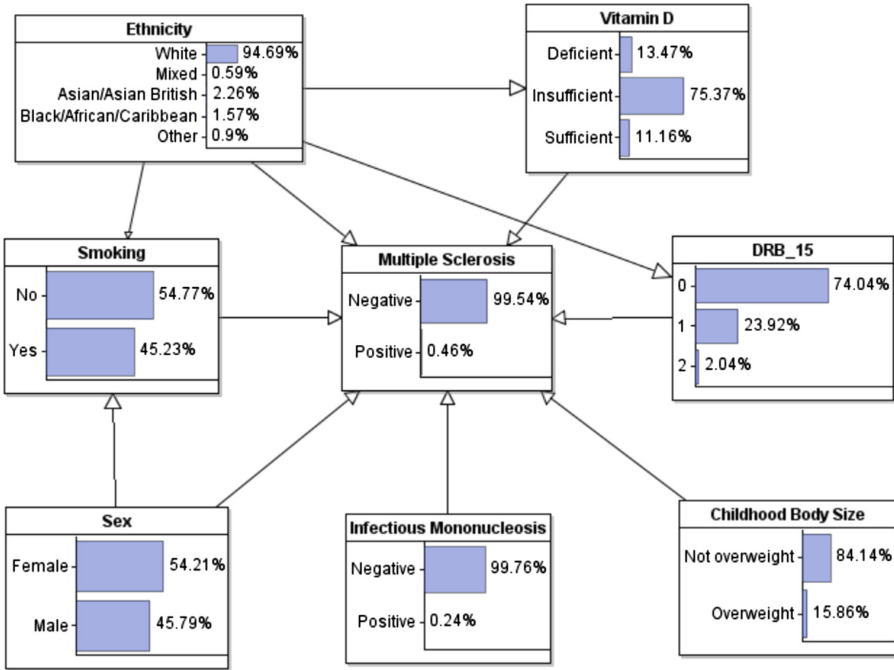 Ethnicity
White 94.69%
Mixed 0.59%
Asian/Asian British 2.26%
Black/African/Caribbean 1.57%
Other 0.9%
Vitamin D
Deficient 13.47%
Insufficient 75.37%
Sufficient 11.16%
Smoking
No 54.77%
Yes 45.23%
Multiple Sclerosis
Negative 99.54%
Positive 0.46%
DRB_15
0 74.04%
1 23.92%
2 2.04%
Sex
Female 54.21%
Male 45.79%
Infectious Mononucleosis
Negative 99.76%
Positive 0.24%
Childhood Body Size
Not overweight 84.14%
Overweight 15.86%